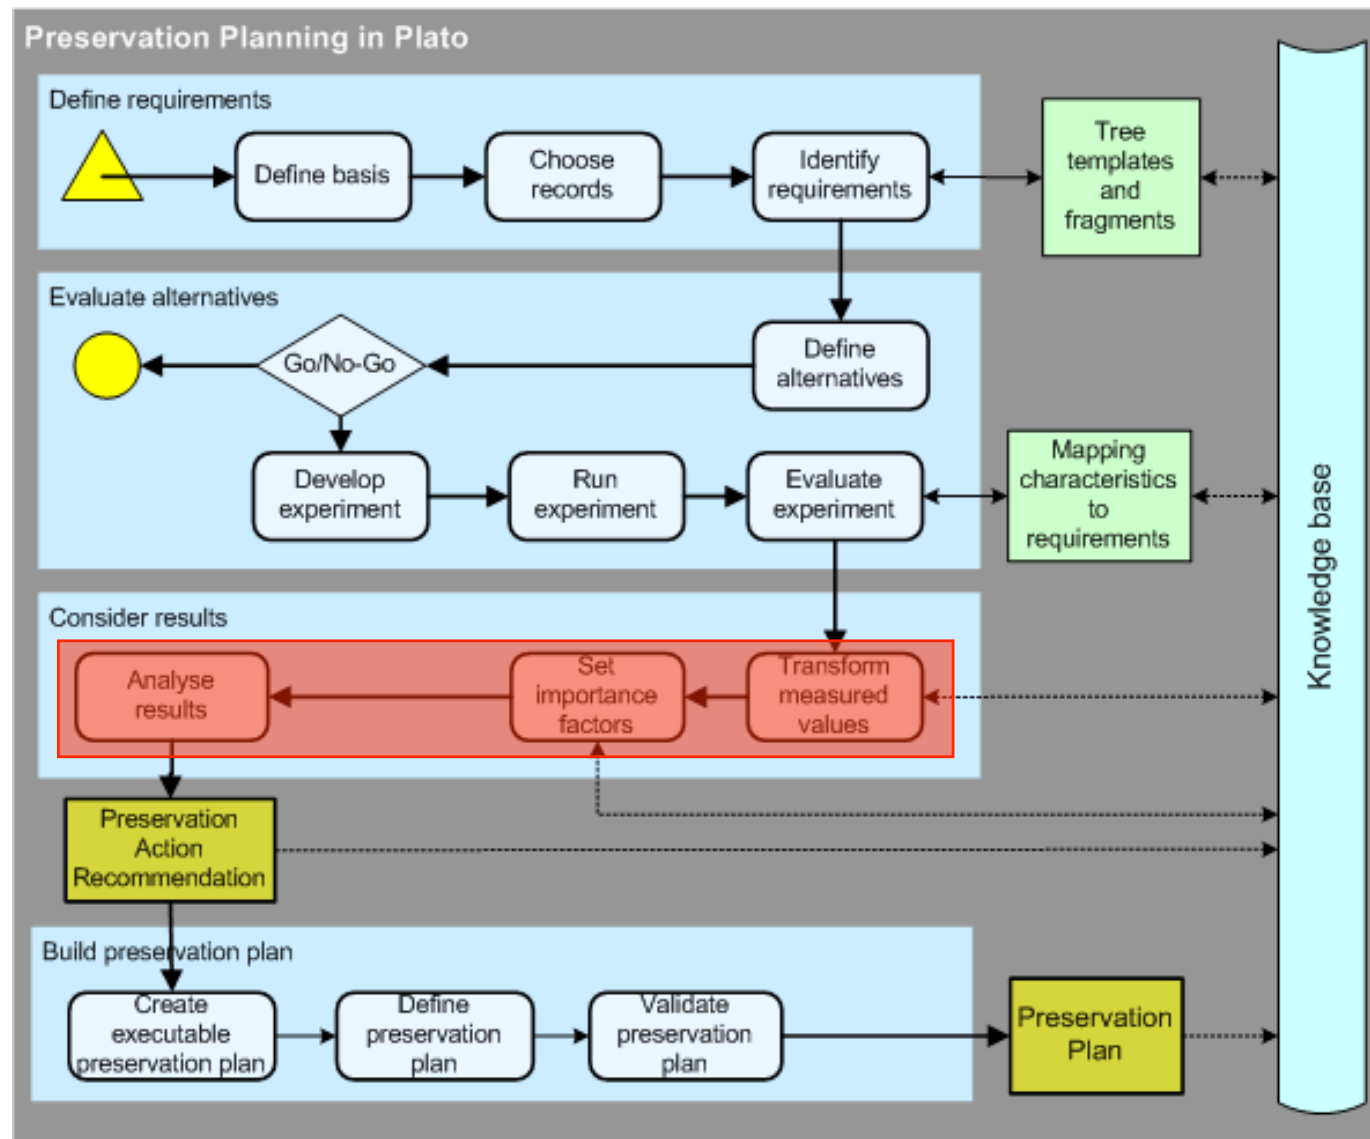 Preservation Planning in Plato
Define requirements
Define basis
Choose
records
Identify
requirements
Tree
templates
and
fragments
Evaluate alternatives
Go/No-Go
Define
alternatives
Develop
experiment
Run
experiment
Evaluate
experiment
Mapping
characteristics
to
requirements
Knowledge base
Consider results
Analyse
results
Set
importance
factors
Transform
measured
values
Preservation
Action
Recommendation
Build preservation plan
Create
executable
preservation plan
Define
preservation
plan
Validate
preservation
plan
Preservation
Plan